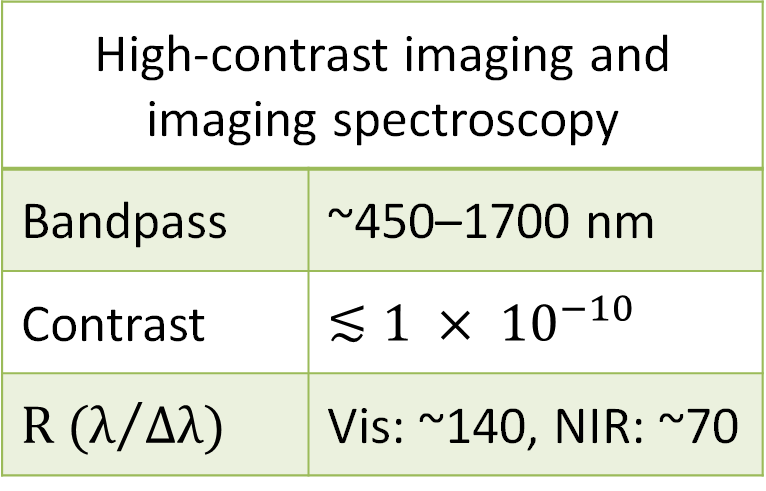 High-contrast imaging and
imaging spectroscopy
Bandpass ~450–1700 nm
Contrast ≲ 1 × 10⁻¹⁰
R (λ/Δλ) Vis: ~140, NIR: ~70